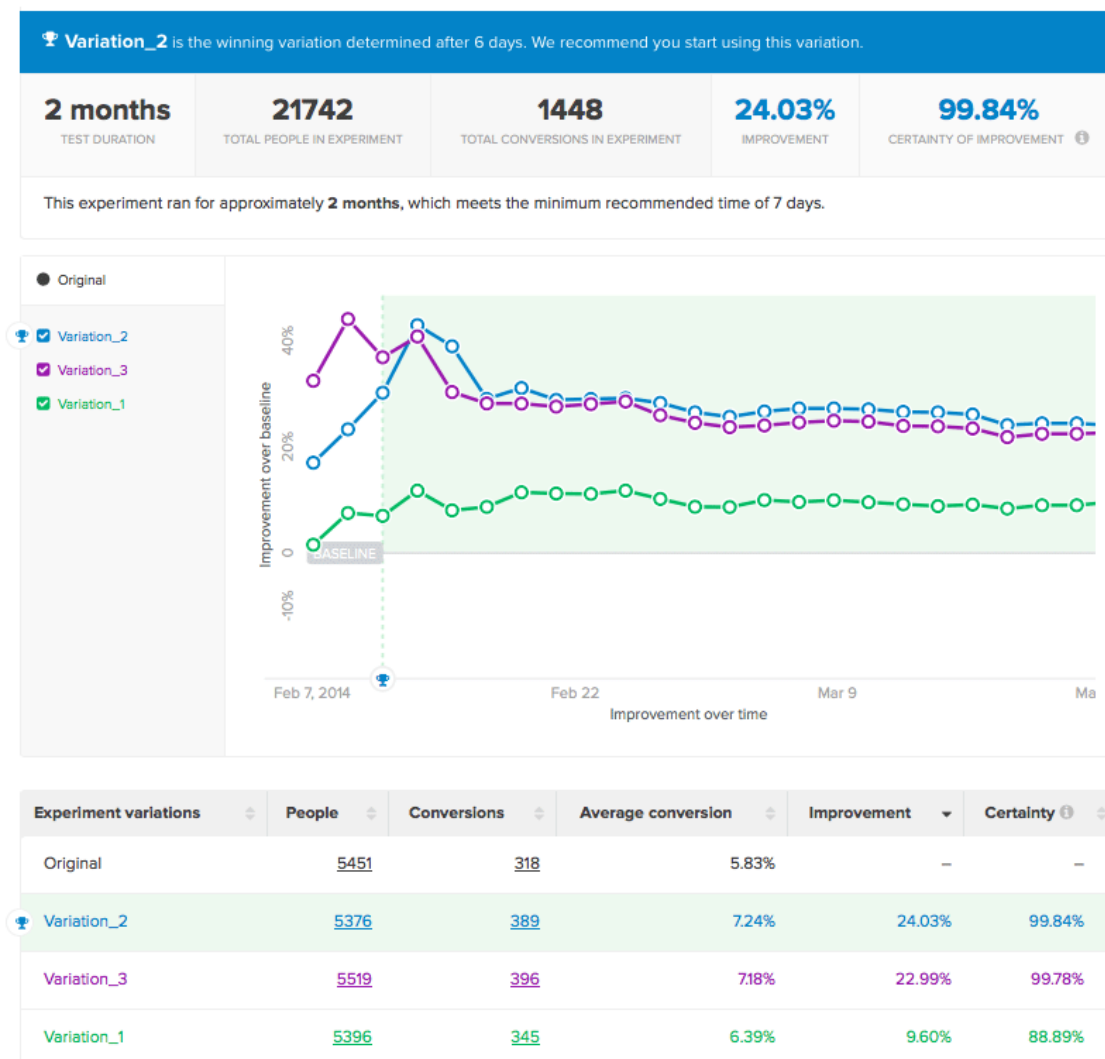 Variation_2 is the winning variation determined after 6 days. We recommend you start using this variation.
2 months 21742 1448 24.03% 99.84%
TEST DURATION TOTAL PEOPLE IN EXPERIMENT TOTAL CONVERSIONS IN EXPERIMENT IMPROVEMENT CERTAINTY OF IMPROVEMENT i
This experiment ran for approximately 2 months, which meets the minimum recommended time of 7 days.
Original
Variation_2
Variation_3
Variation_1
Improvement over baseline
40%
20%
0
-10%
BASELINE
Feb 7, 2014 Feb 22 Mar 9 Ma
Improvement over time
Experiment variations People Conversions Average conversion Improvement Certainty i
Original 5451 318 5.83% – –
Variation_2 5376 389 7.24% 24.03% 99.84%
Variation_3 5519 396 7.18% 22.99% 99.78%
Variation_1 5396 345 6.39% 9.60% 88.89%